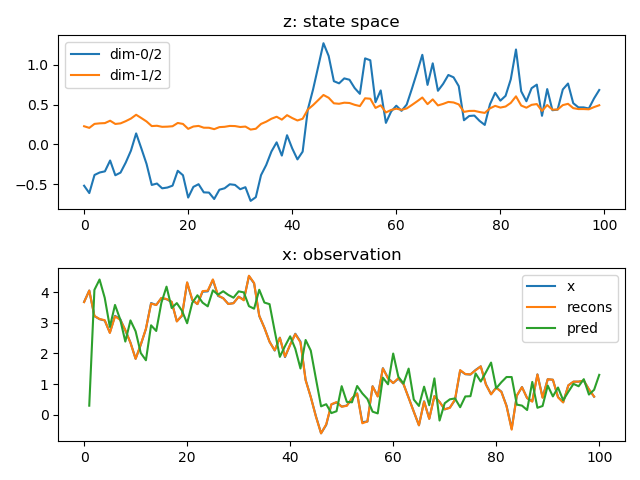 z: state space
dim-0/2
dim-1/2
1.0
0.5
0.0
−0.5
0 20 40 60 80 100
x: observation
x
recons
pred
4
3
2
1
0
0 20 40 60 80 100